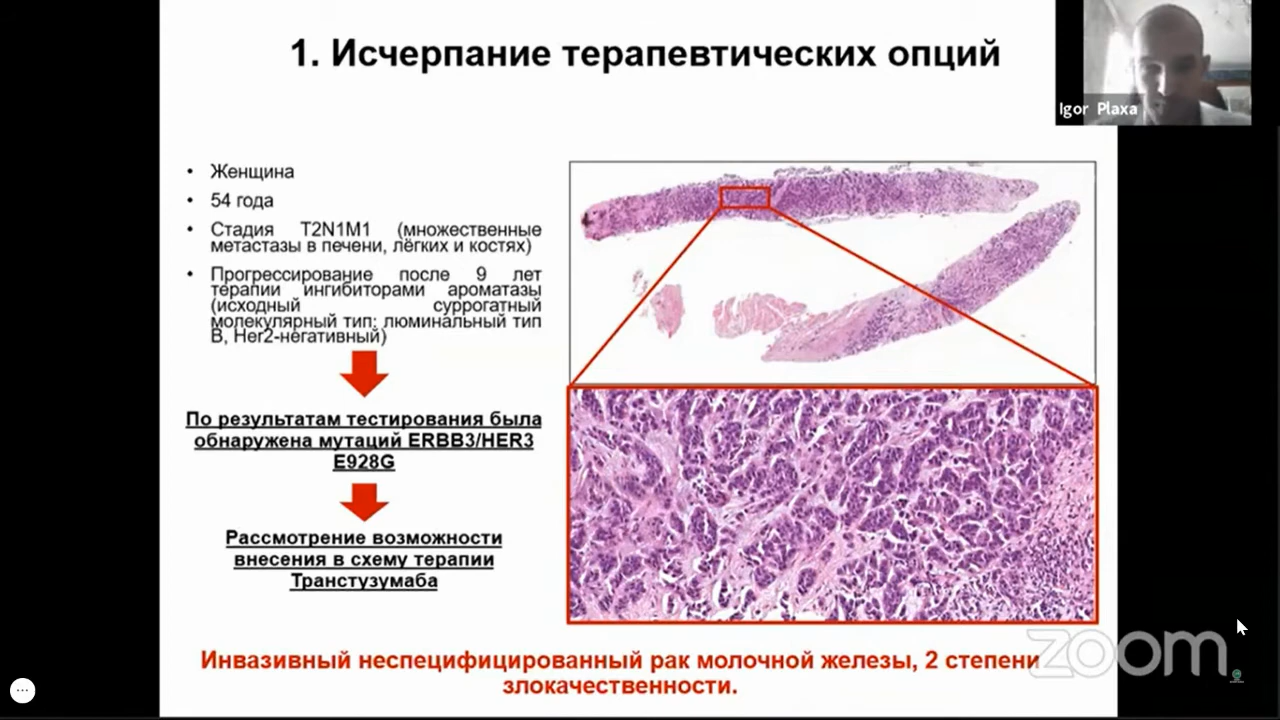 1. Исчерпание терапевтических опций
Igor Plaxa
• Женщина
• 54 года
• Стадия T2N1M1 (множественные
метастазы в печени, лёгких и костях)
• Прогрессирование после 9 лет
терапии ингибиторами ароматазы
(исходный суррогатный
молекулярный тип: люминальный тип
B, Her2-негативный)
По результатам тестирования была
обнаружена мутаций ERBB3/HER3
E928G
Рассмотрение возможности
внесения в схему терапии
Транстузумаба
Инвазивный неспецифицированный рак молочной железы, 2 степени
злокачественности.
zoom